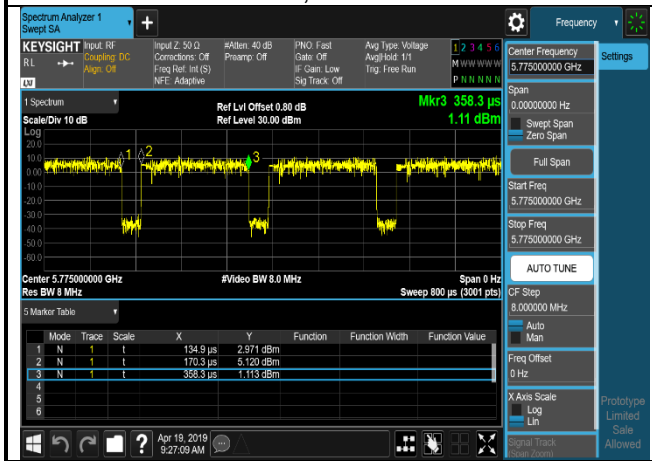 Spectrum Analyzer 1
Swept SA
+
Frequency
KEYSIGHT
RL
LXI
Input: RF
Coupling: DC
Align: Off
Input Z: 50 Ω
Corrections: Off
Freq Ref: Int (S)
NFE: Adaptive
#Atten: 40 dB
Preamp: Off
PNO: Fast
Gate: Off
IF Gain: Low
Sig Track: Off
Avg Type: Voltage
Avg|Hold: 1/1
Trig: Free Run
1 2 3 4 5 6
M W W W W W
P N N N N N
1 Spectrum
Scale/Div 10 dB
Ref Lvl Offset 0.80 dB
Ref Level 30.00 dBm
Mkr3 358.3 µs
1.11 dBm
Log
20.0
10.0
0.00
-10.0
-20.0
-30.0
-40.0
-50.0
-60.0
1
2
3
Center 5.775000000 GHz
Res BW 8 MHz
#Video BW 8.0 MHz
Span 0 Hz
Sweep 800 µs (3001 pts)
5 Marker Table
Mode Trace Scale X Y Function Function Width Function Value
1 N 1 t 134.9 µs 2.971 dBm
2 N 1 t 170.3 µs 5.120 dBm
3 N 1 t 358.3 µs 1.113 dBm
4
5
6
Apr 19, 2019
9:27:09 AM
?
Settings
Center Frequency
5.775000000 GHz
Span
0.00000000 Hz
Swept Span
Zero Span
Full Span
Start Freq
5.775000000 GHz
Stop Freq
5.775000000 GHz
AUTO TUNE
CF Step
8.000000 MHz
Auto
Man
Freq Offset
0 Hz
X Axis Scale
Log
Lin
Signal Track
(Span Zoom)
Prototype
Limited
Sale
Allowed